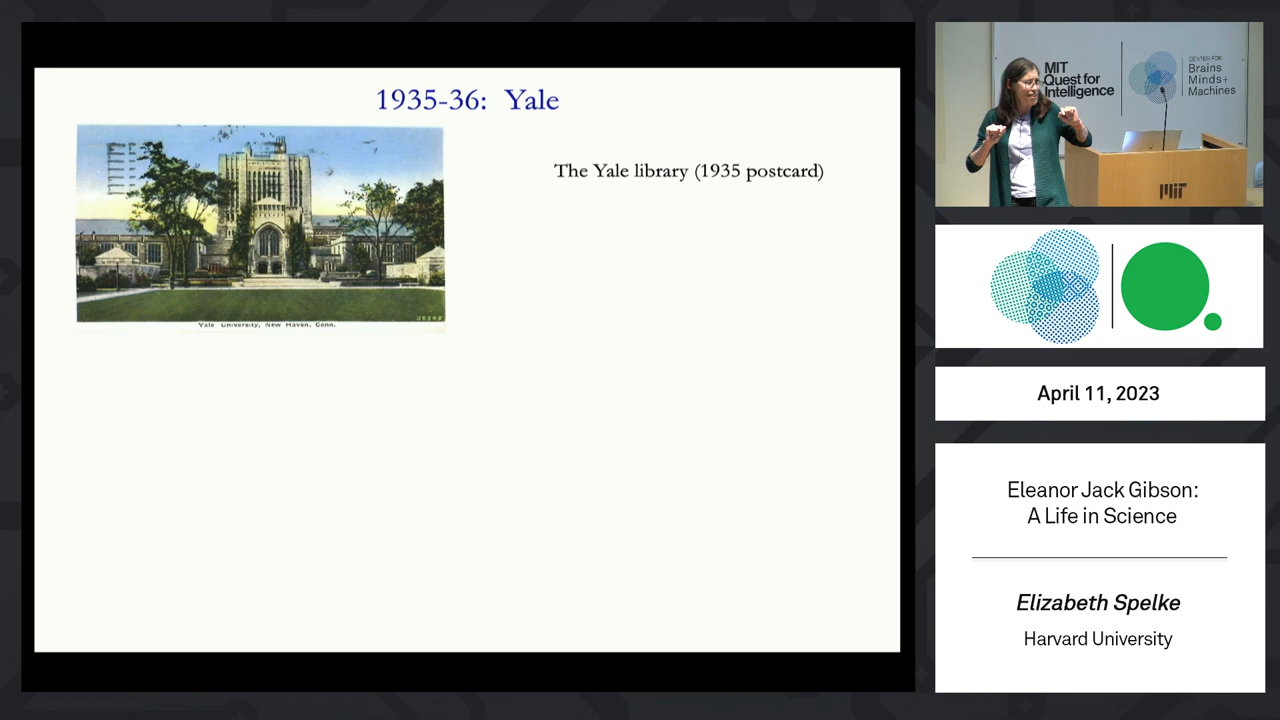 1935-36: Yale
The Yale library (1935 postcard)
Yale University, New Haven, Conn.
MIT
Quest for
Intelligence
CENTER FOR
Brains
Minds+
Machines
MIT
April 11, 2023
Eleanor Jack Gibson:
A Life in Science
Elizabeth Spelke
Harvard University